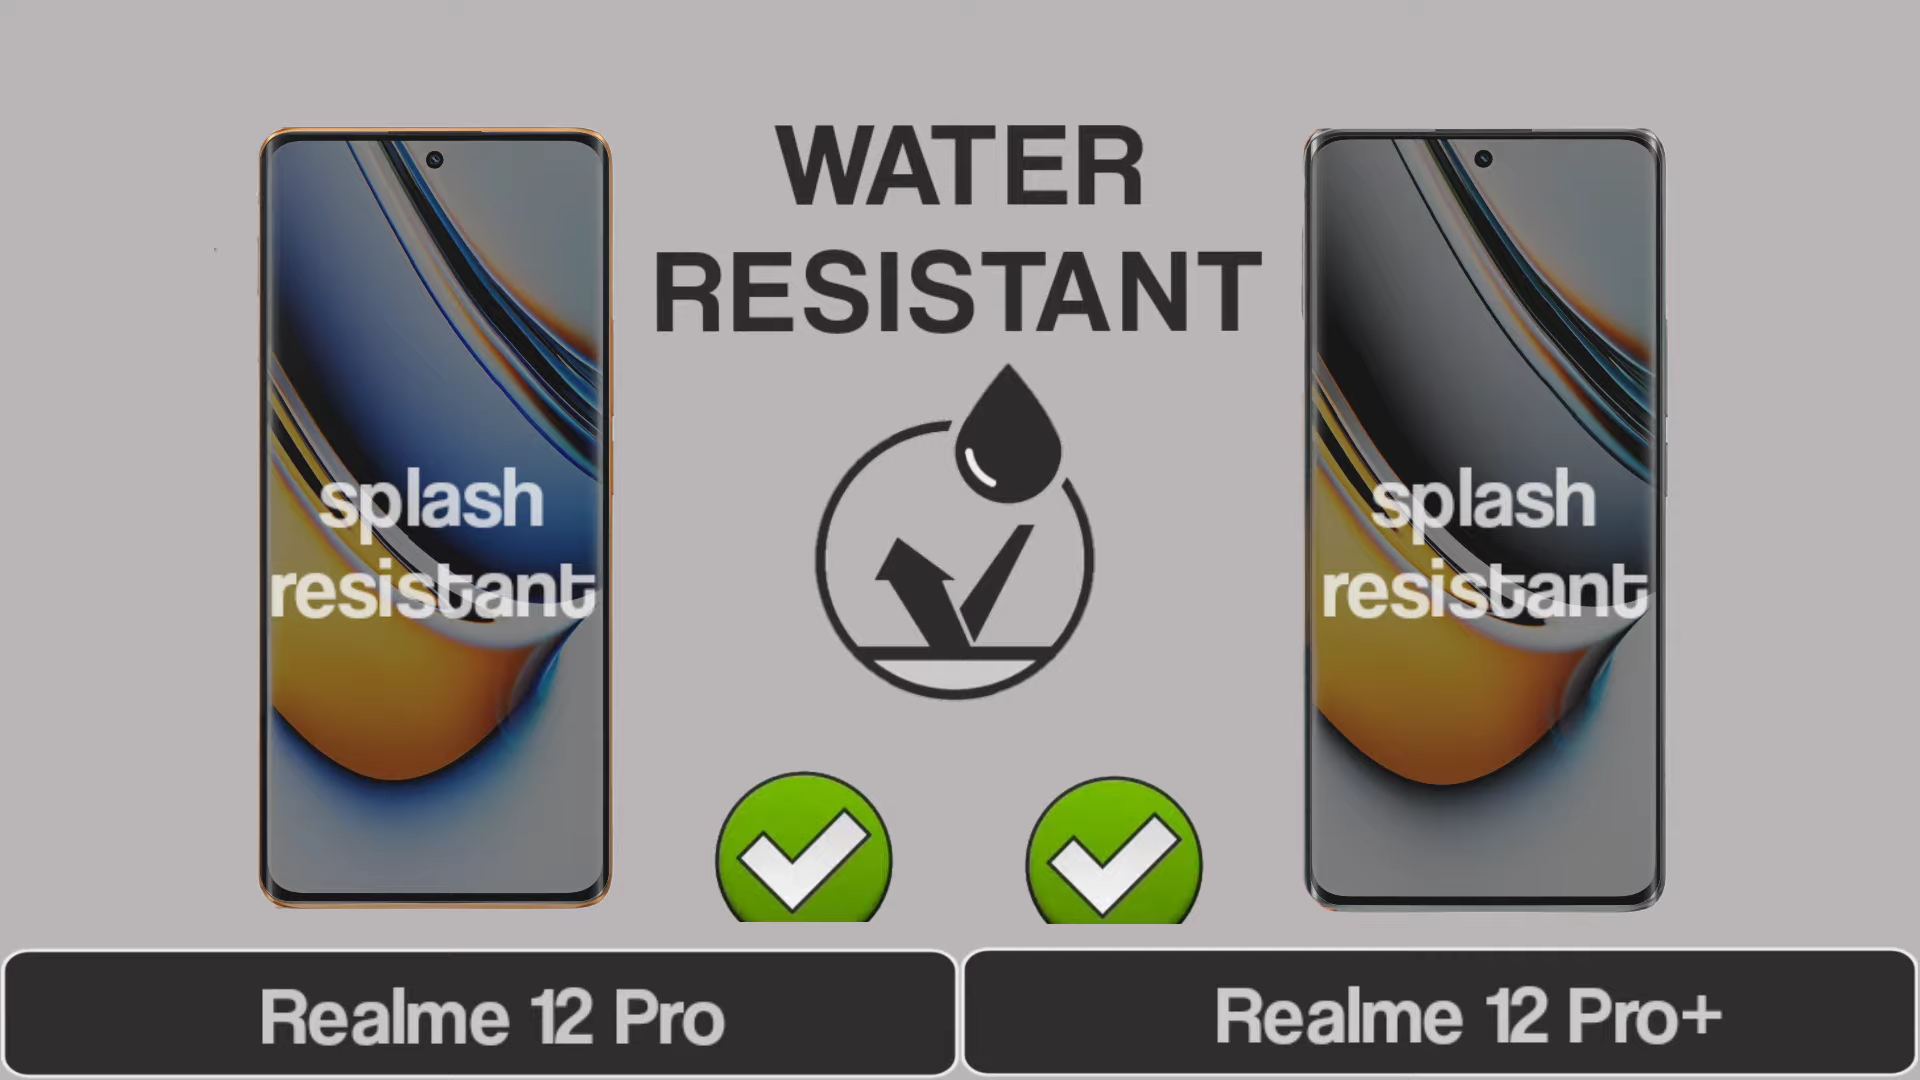 WATER
RESISTANT
splash
resistant
splash
resistant
Realme 12 Pro
Realme 12 Pro+